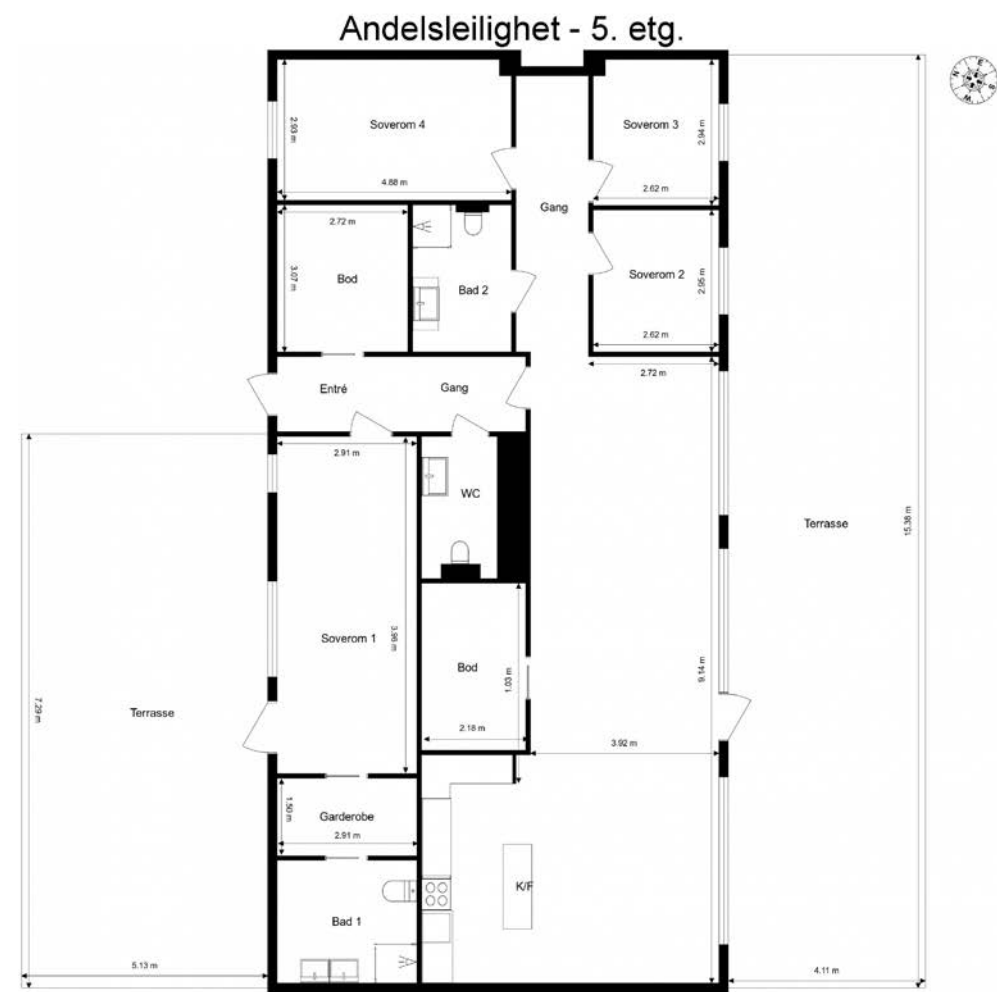 Andelsleilighet - 5. etg.
N
E
S
W
2.93 m
Soverom 4
4.88 m
Soverom 3
2.94 m
2.62 m
Gang
2.72 m
3.07 m
Bod
Bad 2
Soverom 2
2.95 m
2.62 m
2.72 m
Entré
Gang
2.91 m
WC
Terrasse
15.38 m
Soverom 1
3.98 m
Bod
1.03 m
2.18 m
9.14 m
3.92 m
7.29 m
Terrasse
1.50 m
Garderobe
2.91 m
K/F
Bad 1
5.13 m
4.11 m